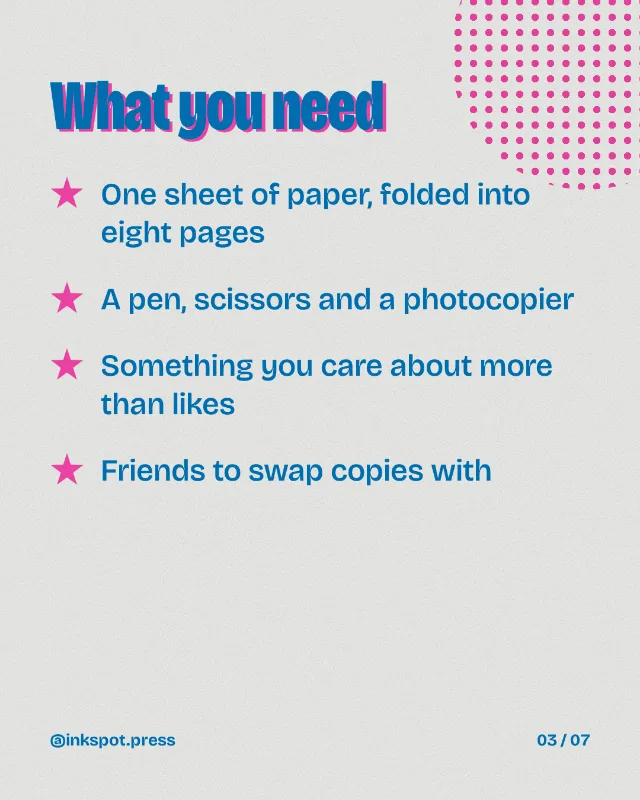 What you need
One sheet of paper, folded into
eight pages
A pen, scissors and a photocopier
Something you care about more
than likes
Friends to swap copies with
@inkspot.press
03 / 07